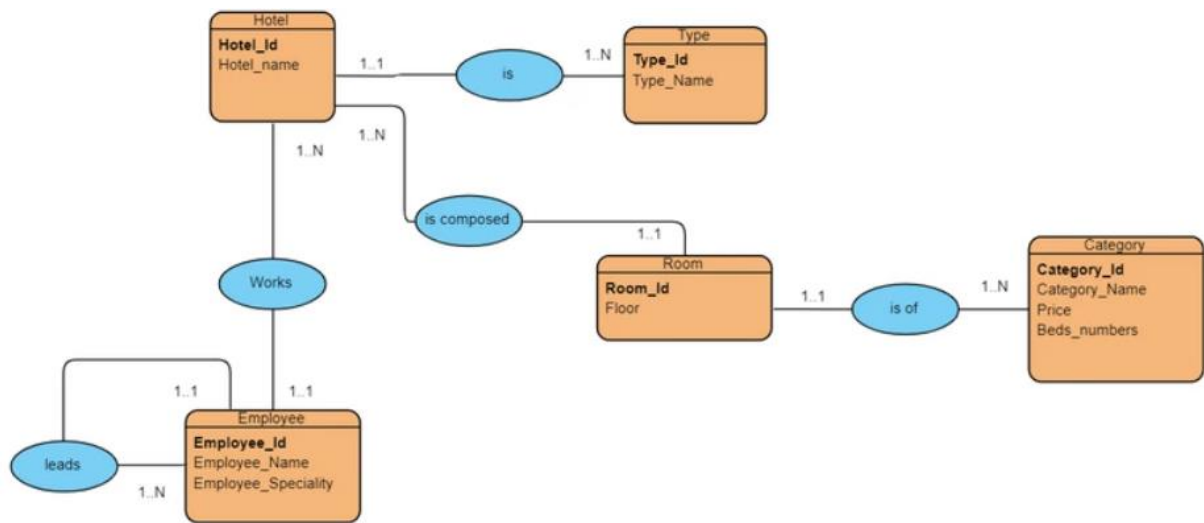 Hotel
Hotel_Id
Hotel_name
1..1
is
1..N
Type
Type_Id
Type_Name
1..N
1..N
is composed
1..1
Room
Room_Id
Floor
1..1
is of
1..N
Category
Category_Id
Category_Name
Price
Beds_numbers
Works
1..1
1..1
Employee
Employee_Id
Employee_Name
Employee_Speciality
leads
1..N